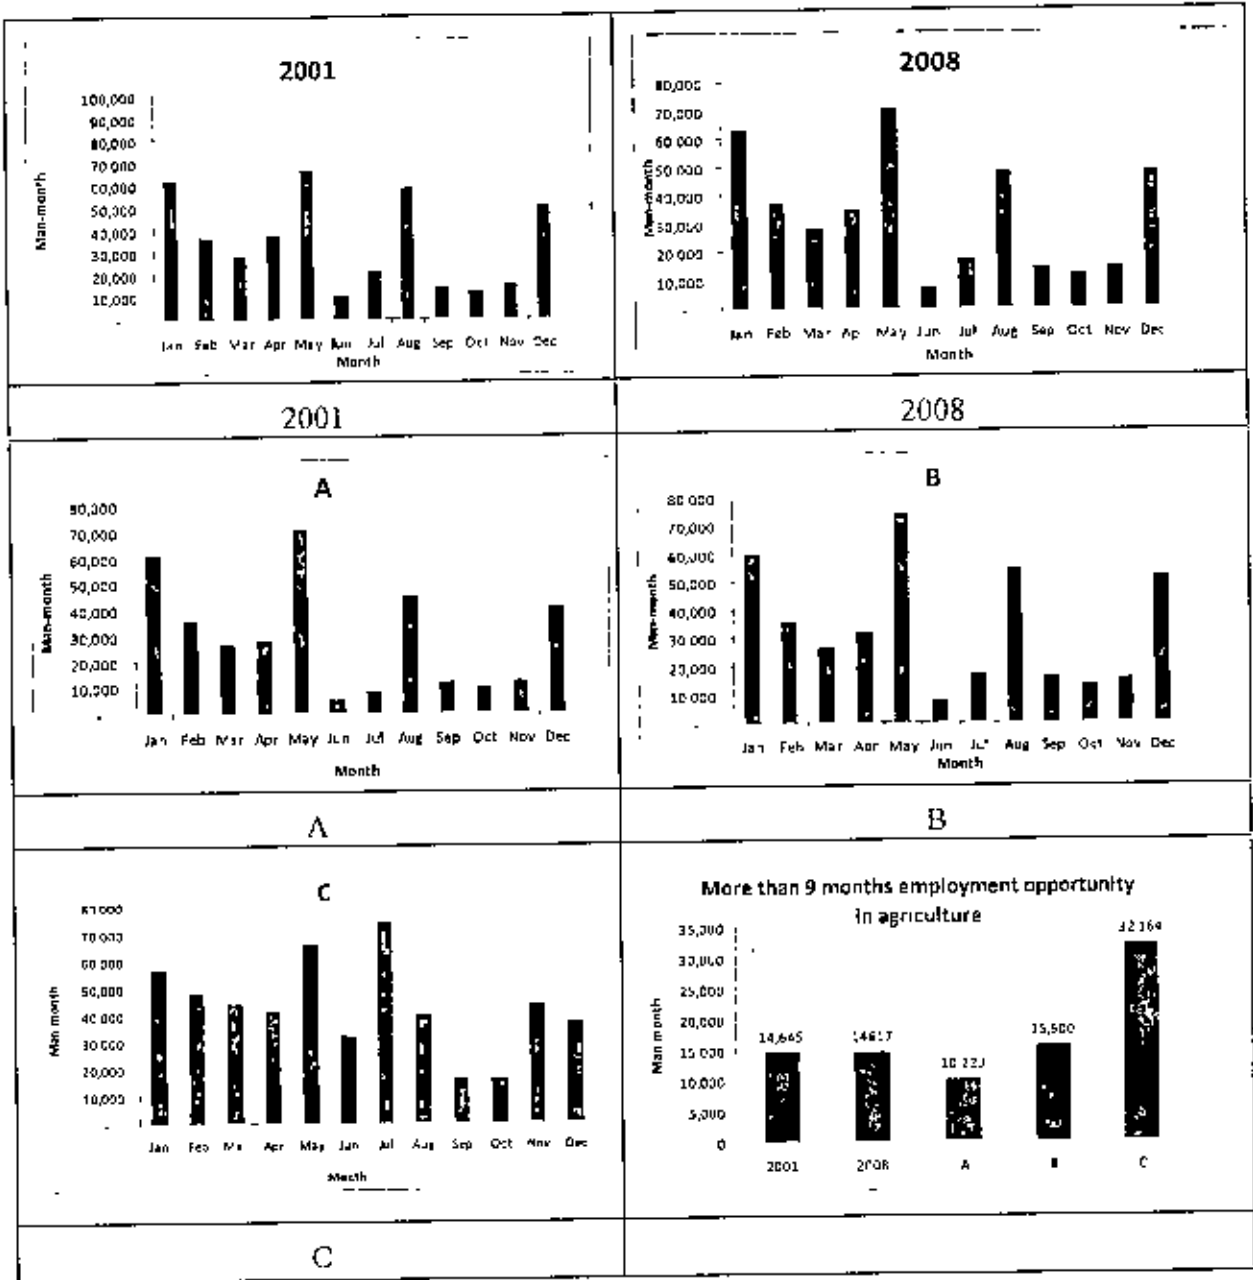 2001
100,000
90,000
80,000
70,000
60,000
50,000
40,000
30,000
20,000
10,000
-
Man-month
Jan Feb Mar Apr May Jun Jul Aug Sep Oct Nov Dec
Month
2008
80,000
70,000
60,000
50,000
40,000
30,000
20,000
10,000
-
Man-month
Jan Feb Mar Ap May Jun Jul Aug Sep Oct Nov Dec
Month
2001
2008
A
80,000
70,000
60,000
50,000
40,000
30,000
20,000
10,000
-
Man-month
Jan Feb Mar Apr May Jun Jul Aug Sep Oct Nov Dec
Month
B
80 000
70,000
60,000
50,000
40,000
30,000
20,000
10 000
-
Man-month
Jan Feb Mar Apr May Jun Jul Aug Sep Oct Nov Dec
Month
A
B
C
80 000
70 000
60 000
50,000
40 000
30 000
20 000
10,000
-
Man month
Jan Feb Ma Apr May Jun Jul Aug Sep Oct Nov Dec
Month
More than 9 months employment opportunity
in agriculture
35,000
30,000
25,000
20,000
15 000
10,000
5,000
0
Man month
14,645 14617 15,500 32 164
2001 2008 A B C
C